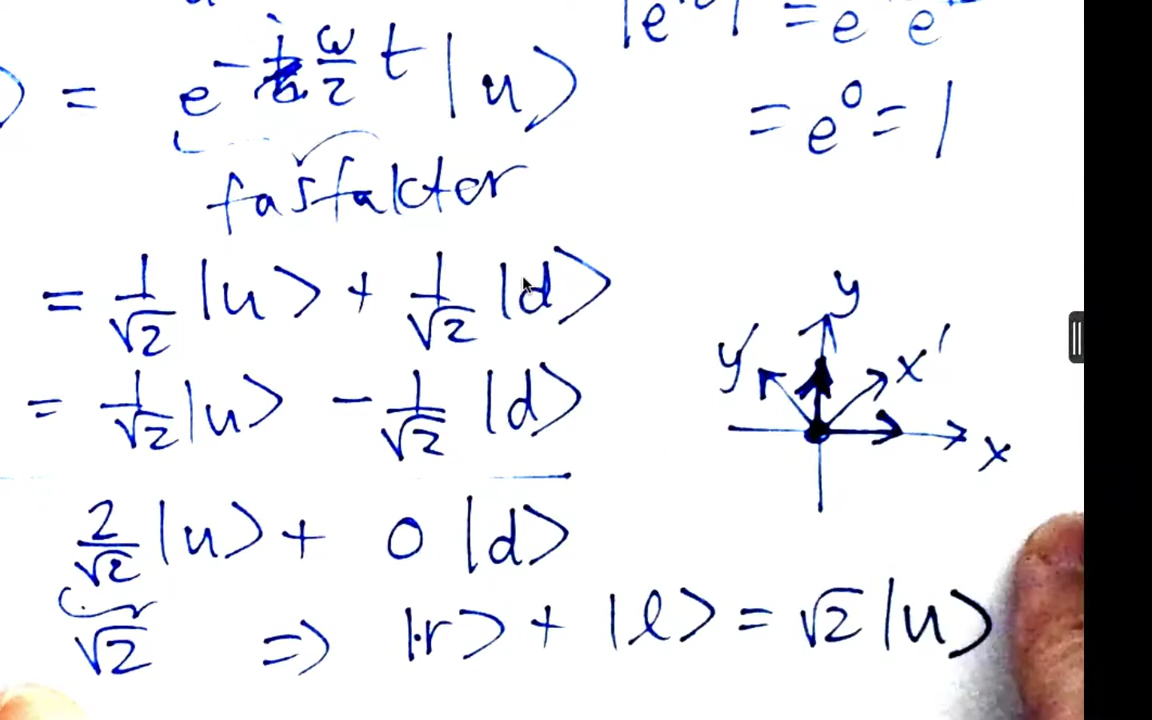 |e = e e
⟩ = e^{-i ω/2 t} |u⟩
= e^0 = 1
fasfaktor
= 1/√2 |u⟩ + 1/√2 |d⟩
y
y' x'
x
= 1/√2 |u⟩ - 1/√2 |d⟩
2/√2 |u⟩ + 0 |d⟩
√2 => |r⟩ + |l⟩ = √2 |u⟩